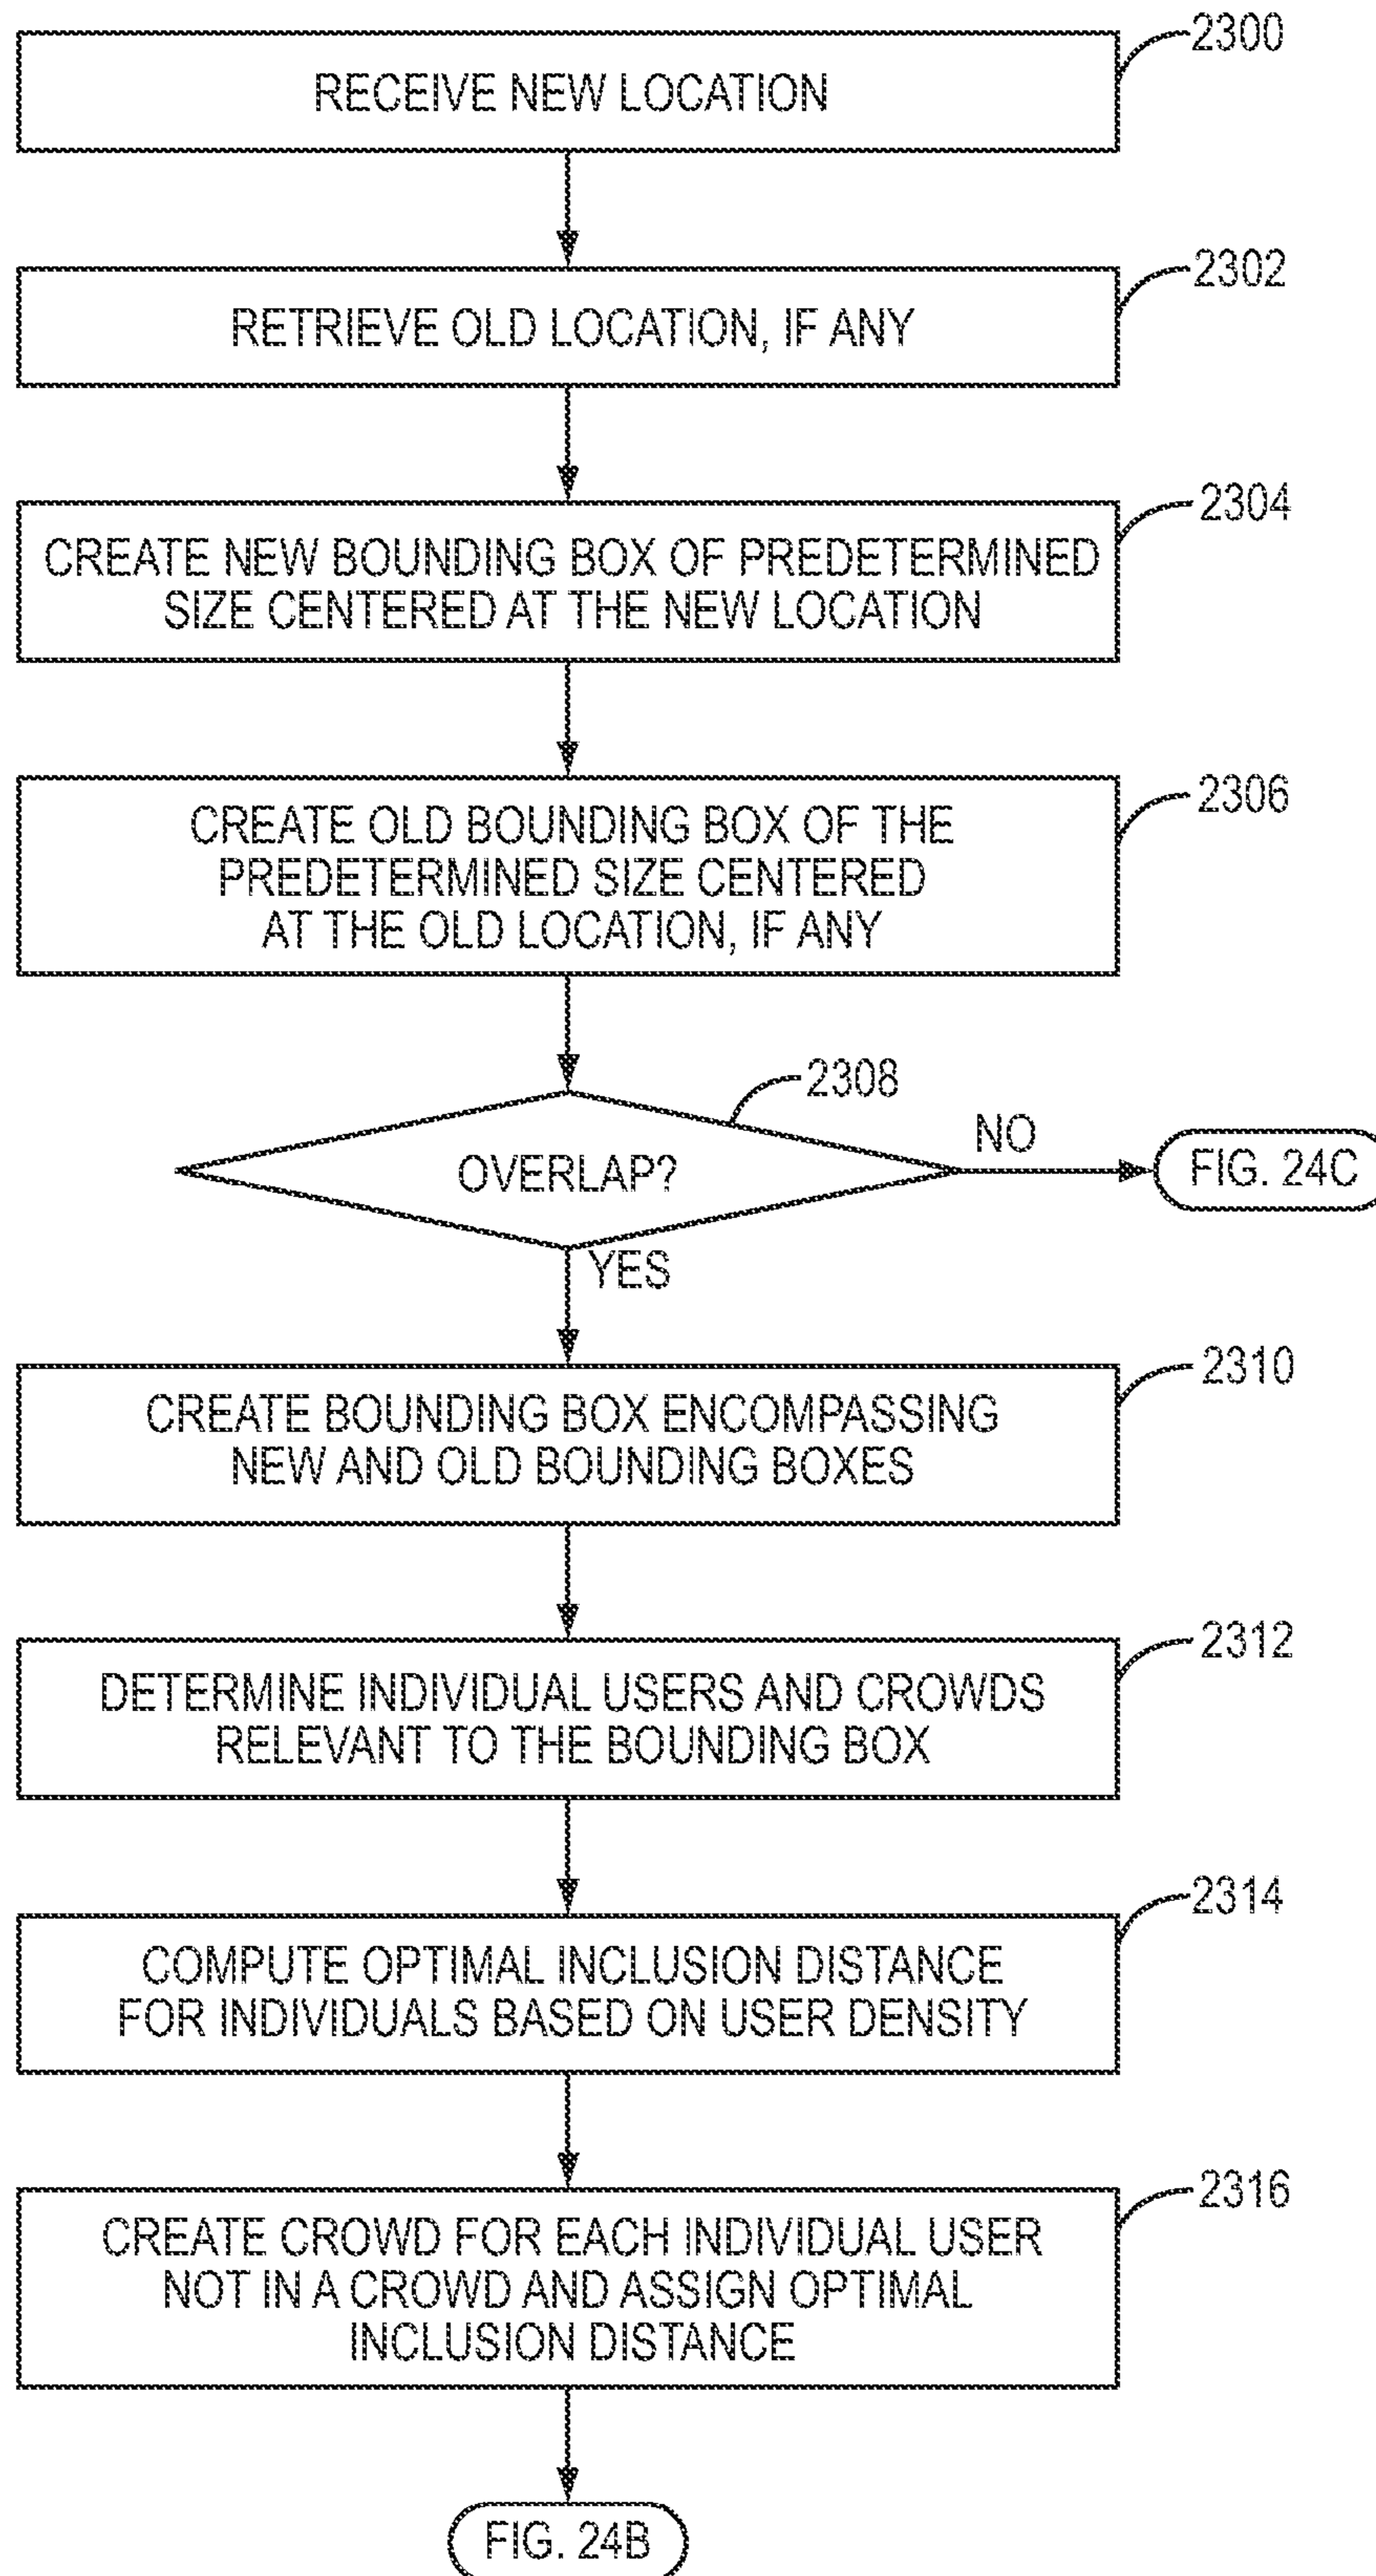 2300
RECEIVE NEW LOCATION
2302
RETRIEVE OLD LOCATION, IF ANY
2304
CREATE NEW BOUNDING BOX OF PREDETERMINED
SIZE CENTERED AT THE NEW LOCATION
2306
CREATE OLD BOUNDING BOX OF THE
PREDETERMINED SIZE CENTERED
AT THE OLD LOCATION, IF ANY
2308
OVERLAP?
NO
FIG. 24C
YES
2310
CREATE BOUNDING BOX ENCOMPASSING
NEW AND OLD BOUNDING BOXES
2312
DETERMINE INDIVIDUAL USERS AND CROWDS
RELEVANT TO THE BOUNDING BOX
2314
COMPUTE OPTIMAL INCLUSION DISTANCE
FOR INDIVIDUALS BASED ON USER DENSITY
2316
CREATE CROWD FOR EACH INDIVIDUAL USER
NOT IN A CROWD AND ASSIGN OPTIMAL
INCLUSION DISTANCE
FIG. 24B